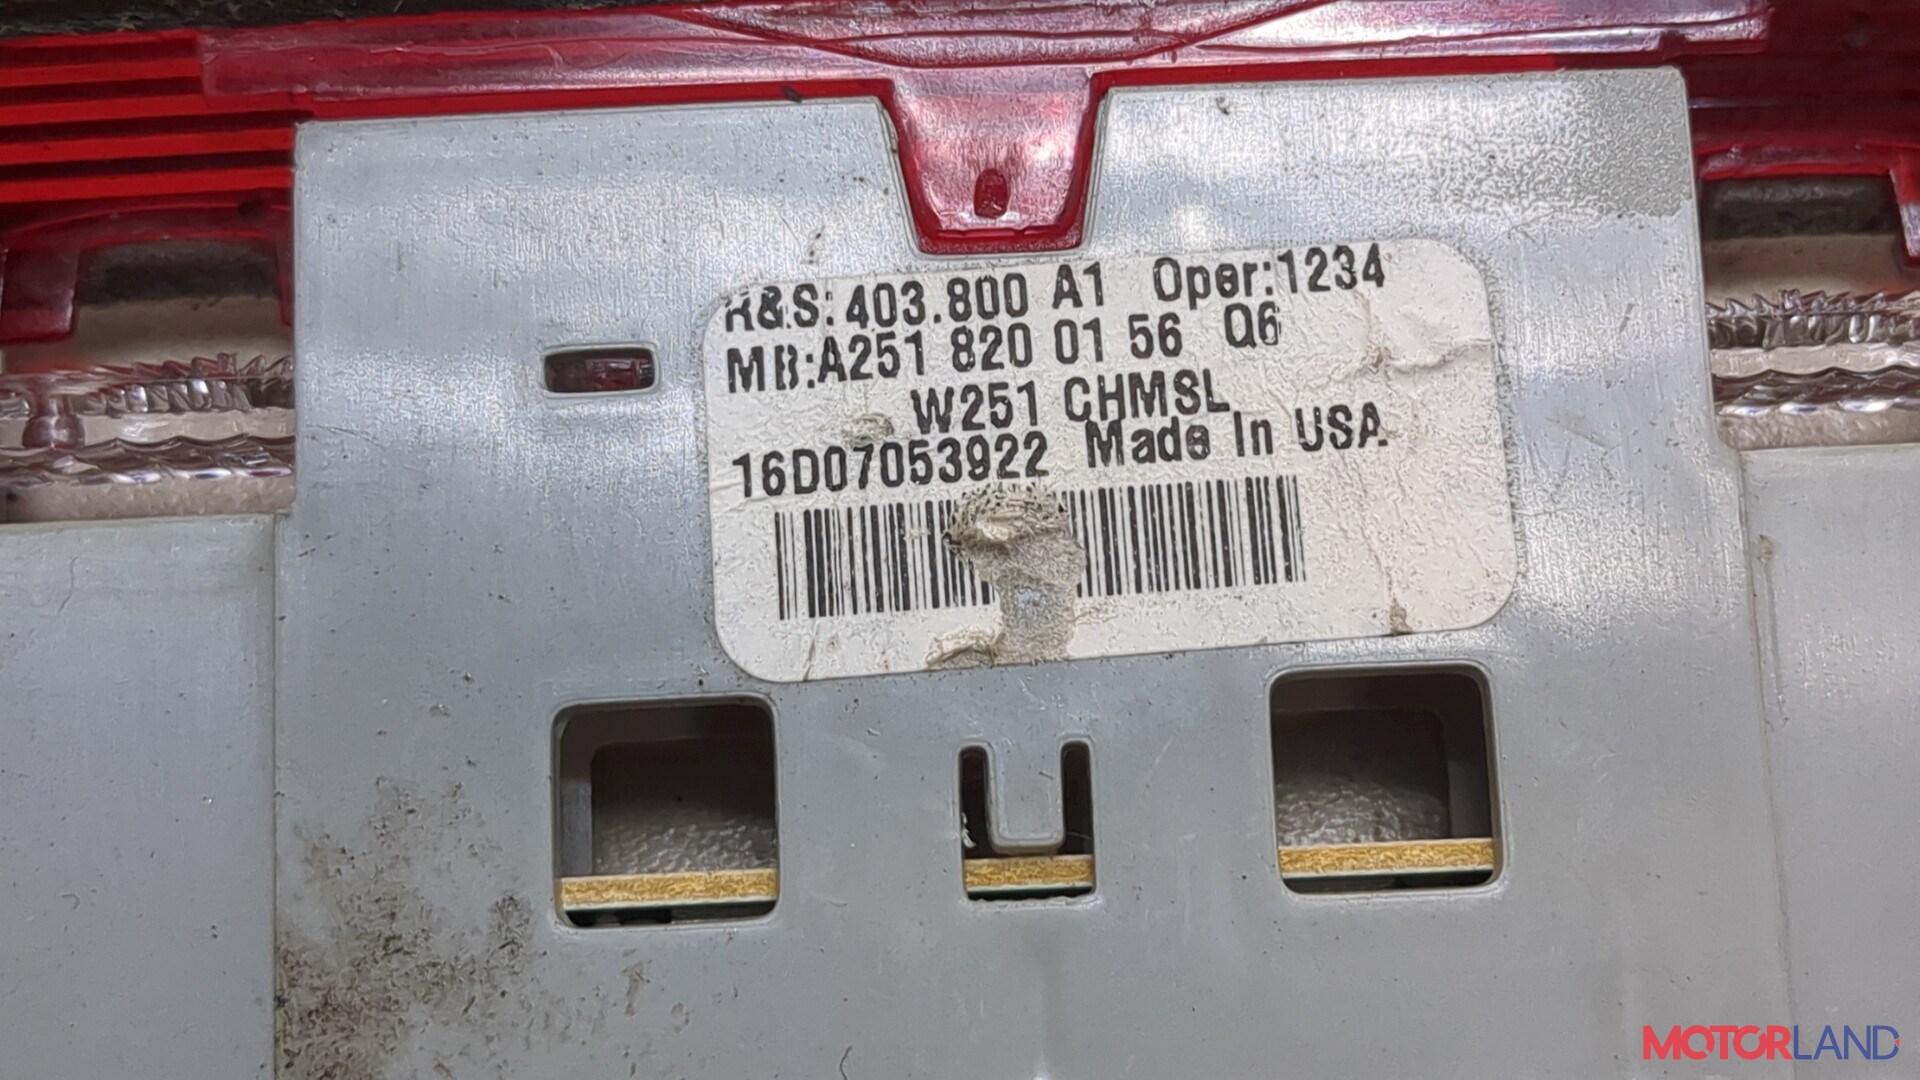 R&S:403.800 A1 Oper:1234
MB:A251 820 01 56 Q6
W251 CHMSL
16D07053922 Made In USA
MOTORLAND